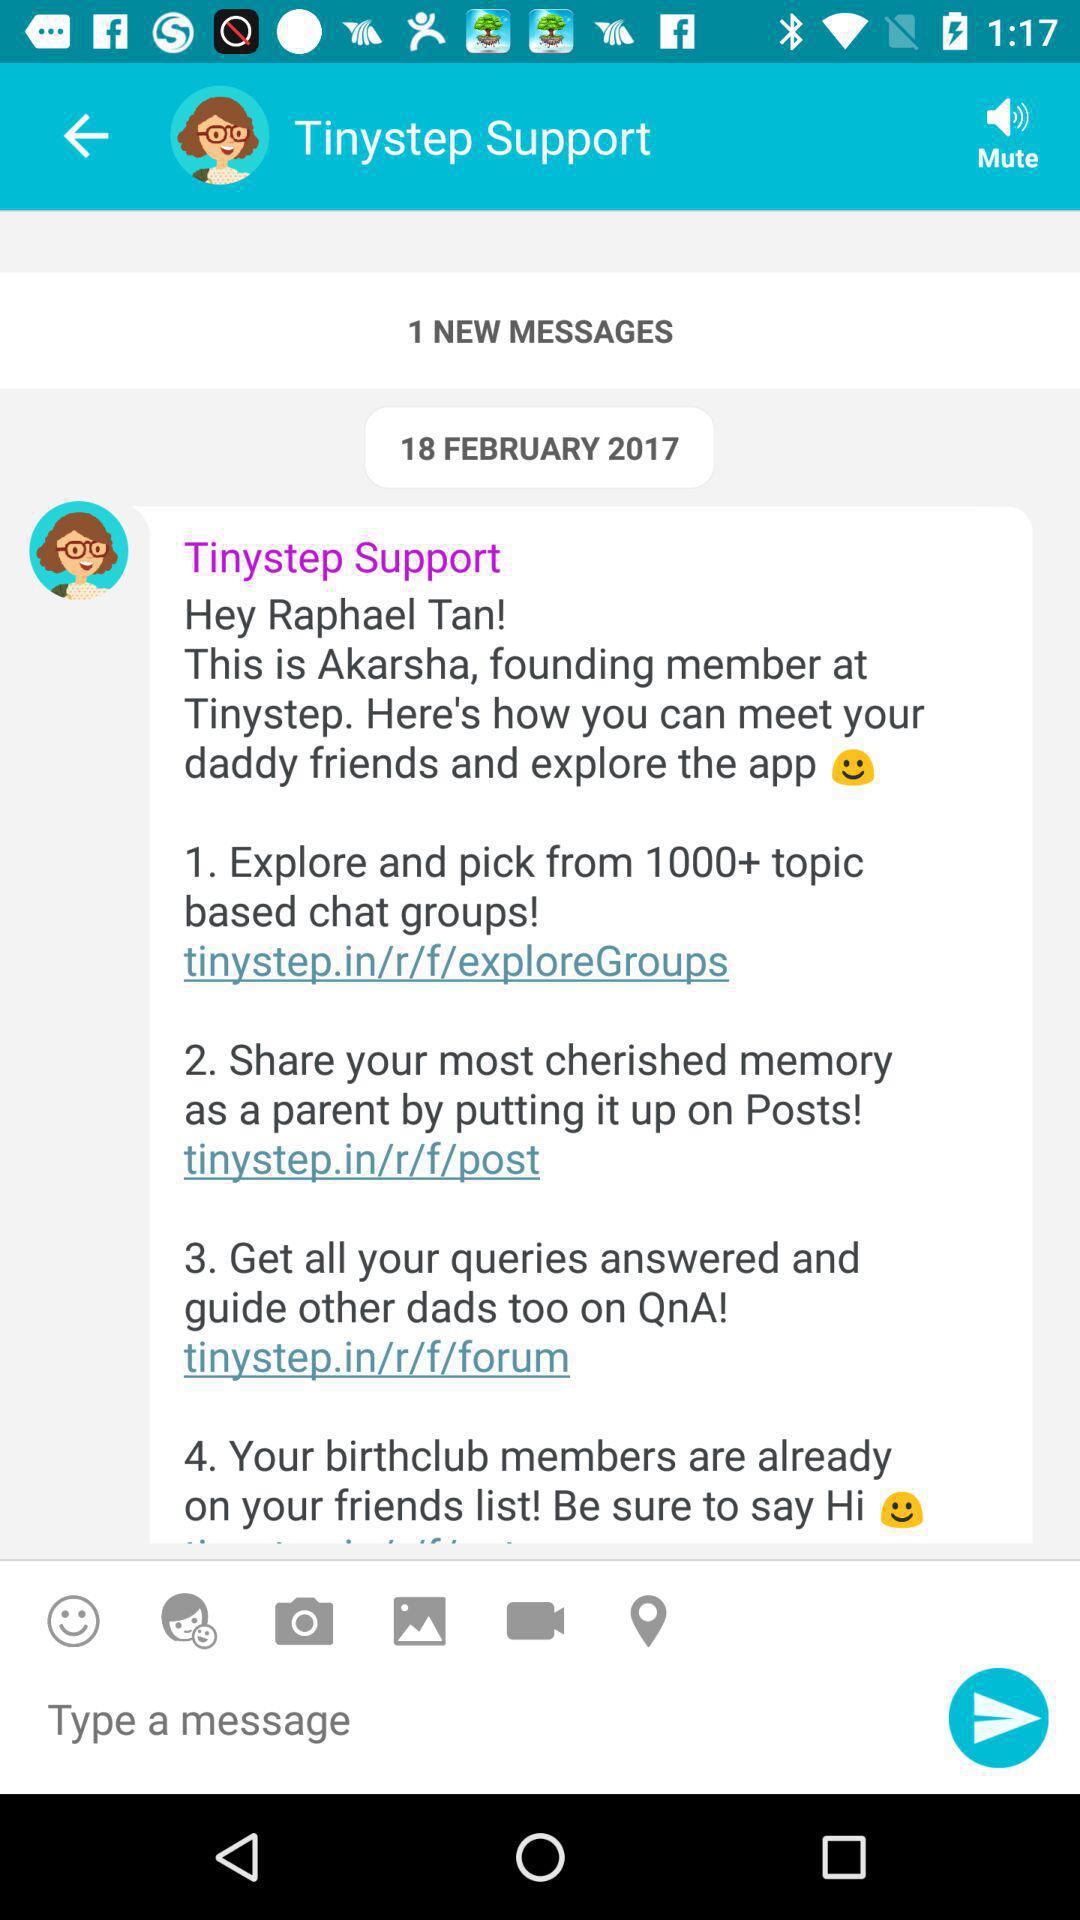 1:17
Tinystep Support
Mute
1 NEW MESSAGES
18 FEBRUARY 2017
Tinystep Support
Hey Raphael Tan!
This is Akarsha, founding member at
Tinystep. Here's how you can meet your
daddy friends and explore the app 🙂
1. Explore and pick from 1000+ topic
based chat groups!
tinystep.in/r/f/exploreGroups
2. Share your most cherished memory
as a parent by putting it up on Posts!
tinystep.in/r/f/post
3. Get all your queries answered and
guide other dads too on QnA!
tinystep.in/r/f/forum
4. Your birthclub members are already
on your friends list! Be sure to say Hi 🙂
Type a message